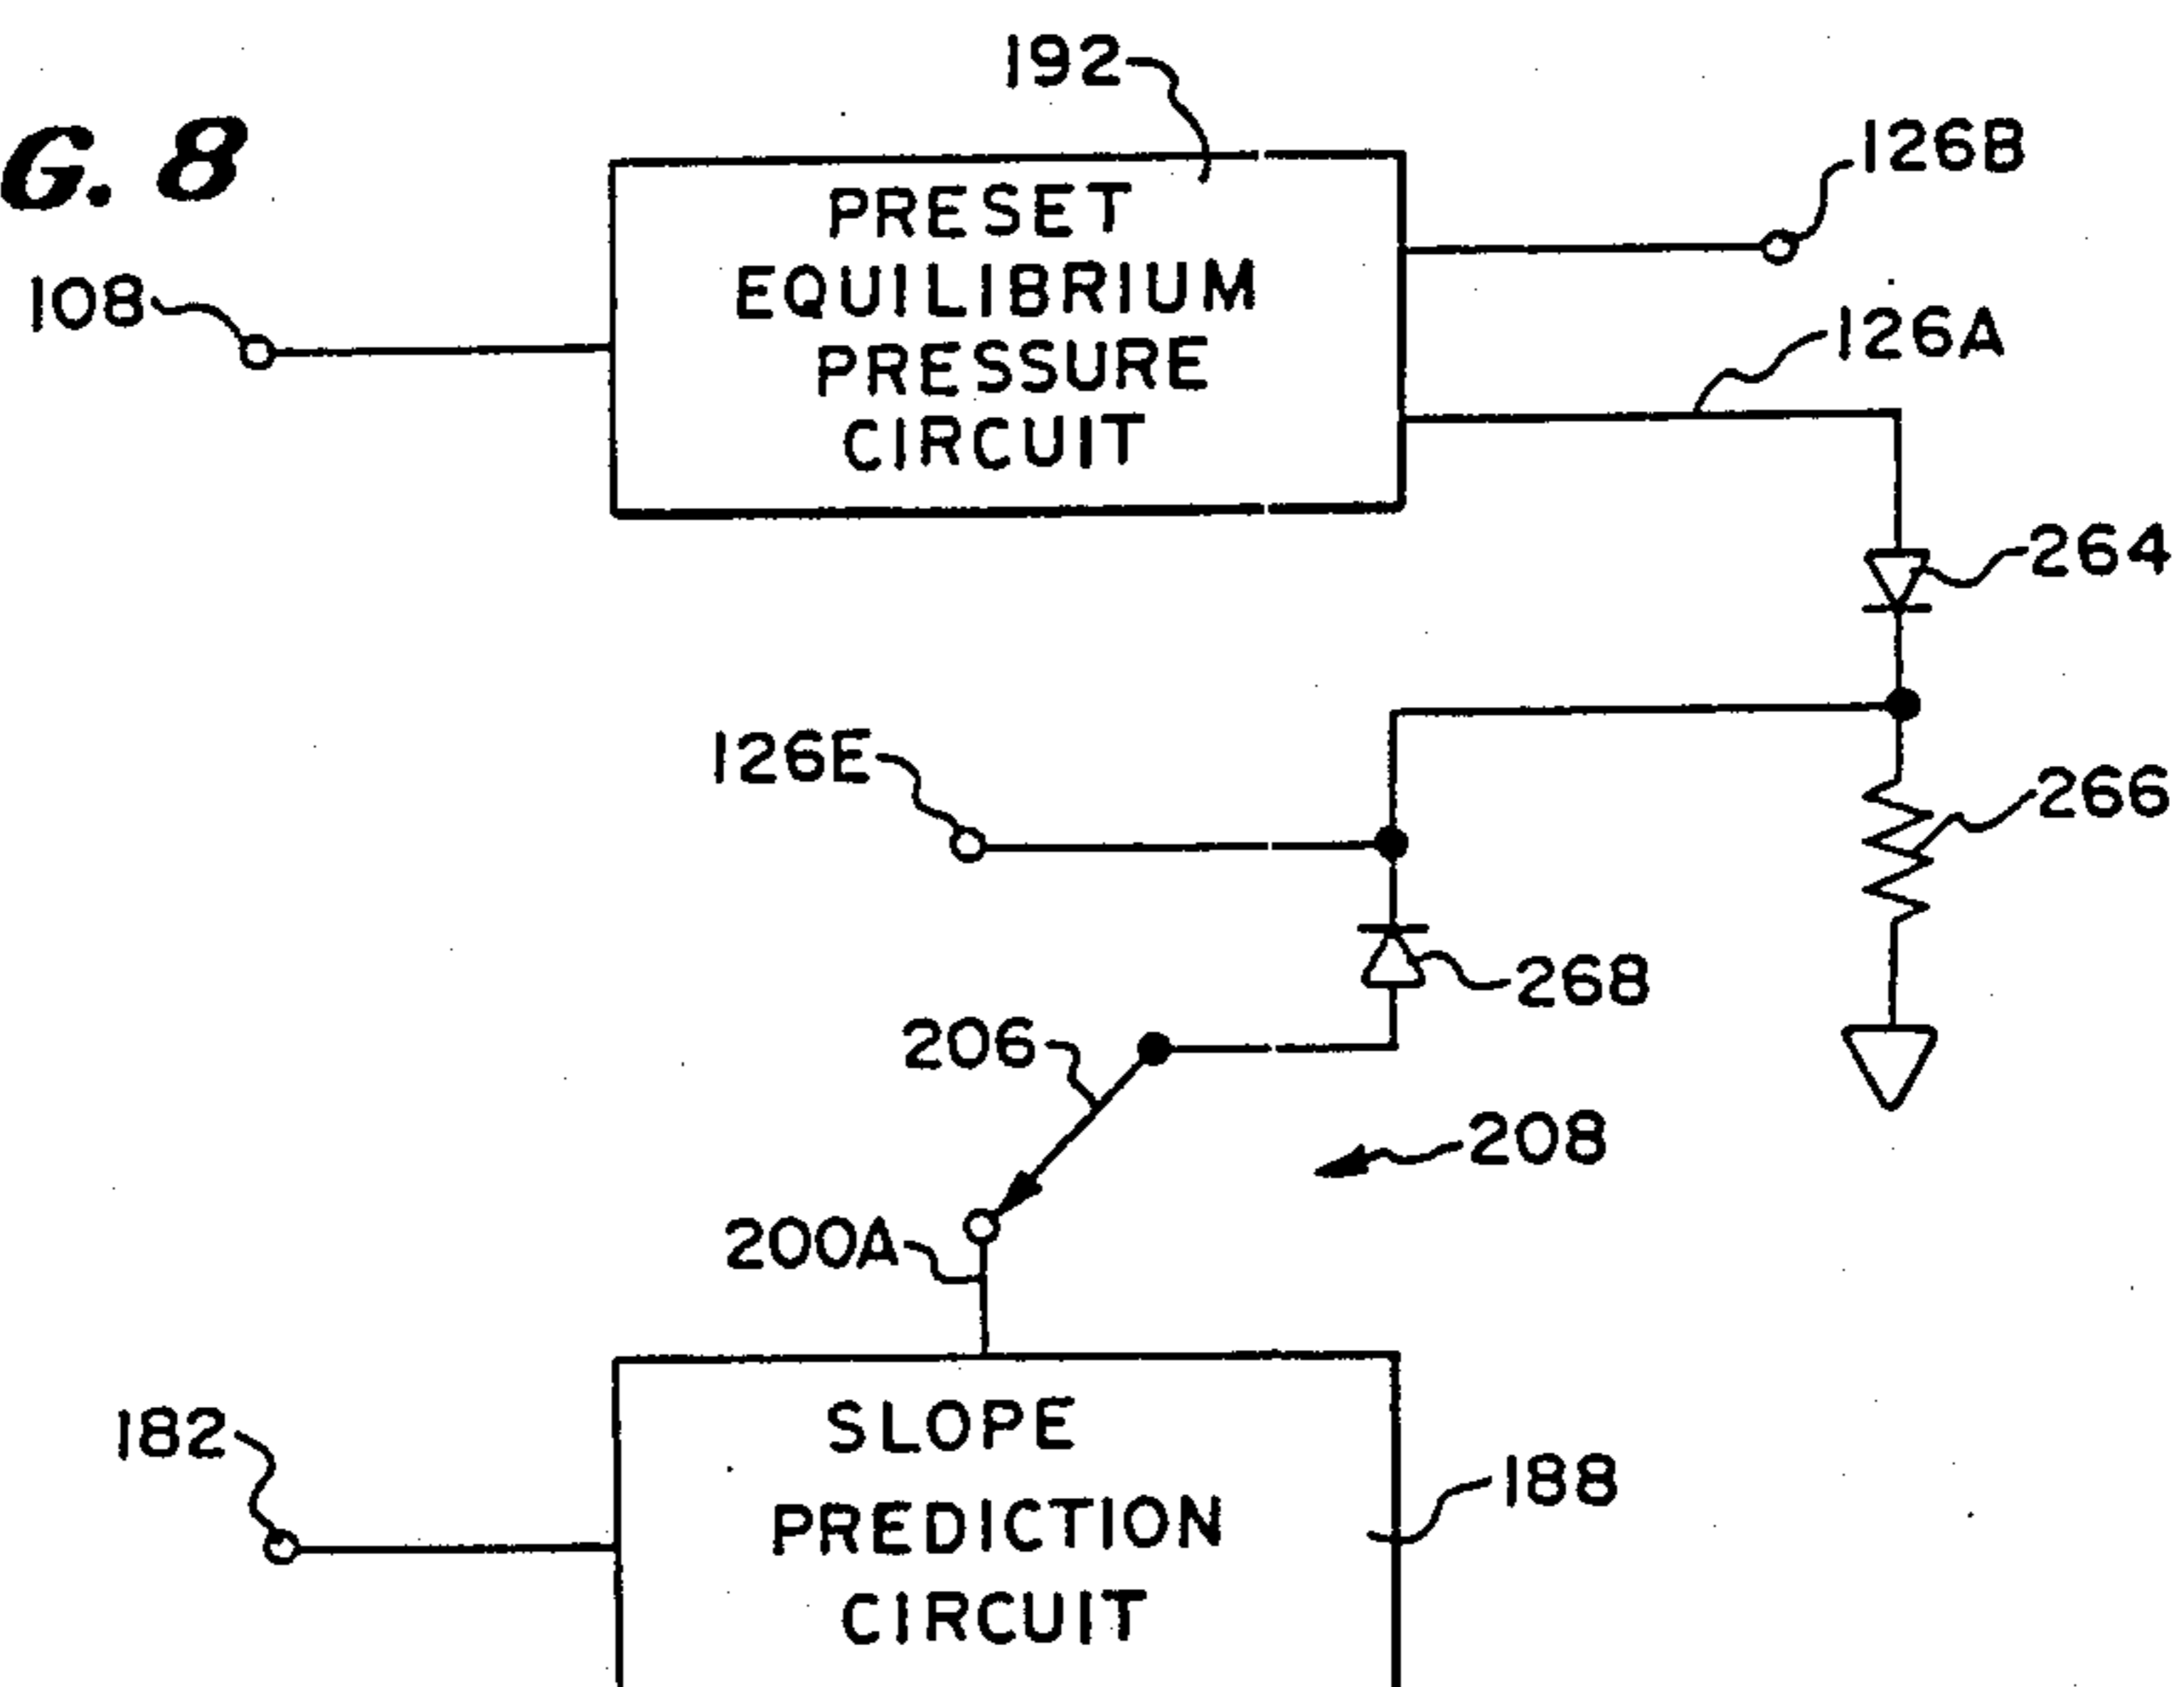 192
G. 8
126B
PRESET
EQUILIBRIUM
PRESSURE
CIRCUIT
108
126A
264
126E
266
268
206
208
200A
SLOPE
PREDICTION
CIRCUIT
182
188